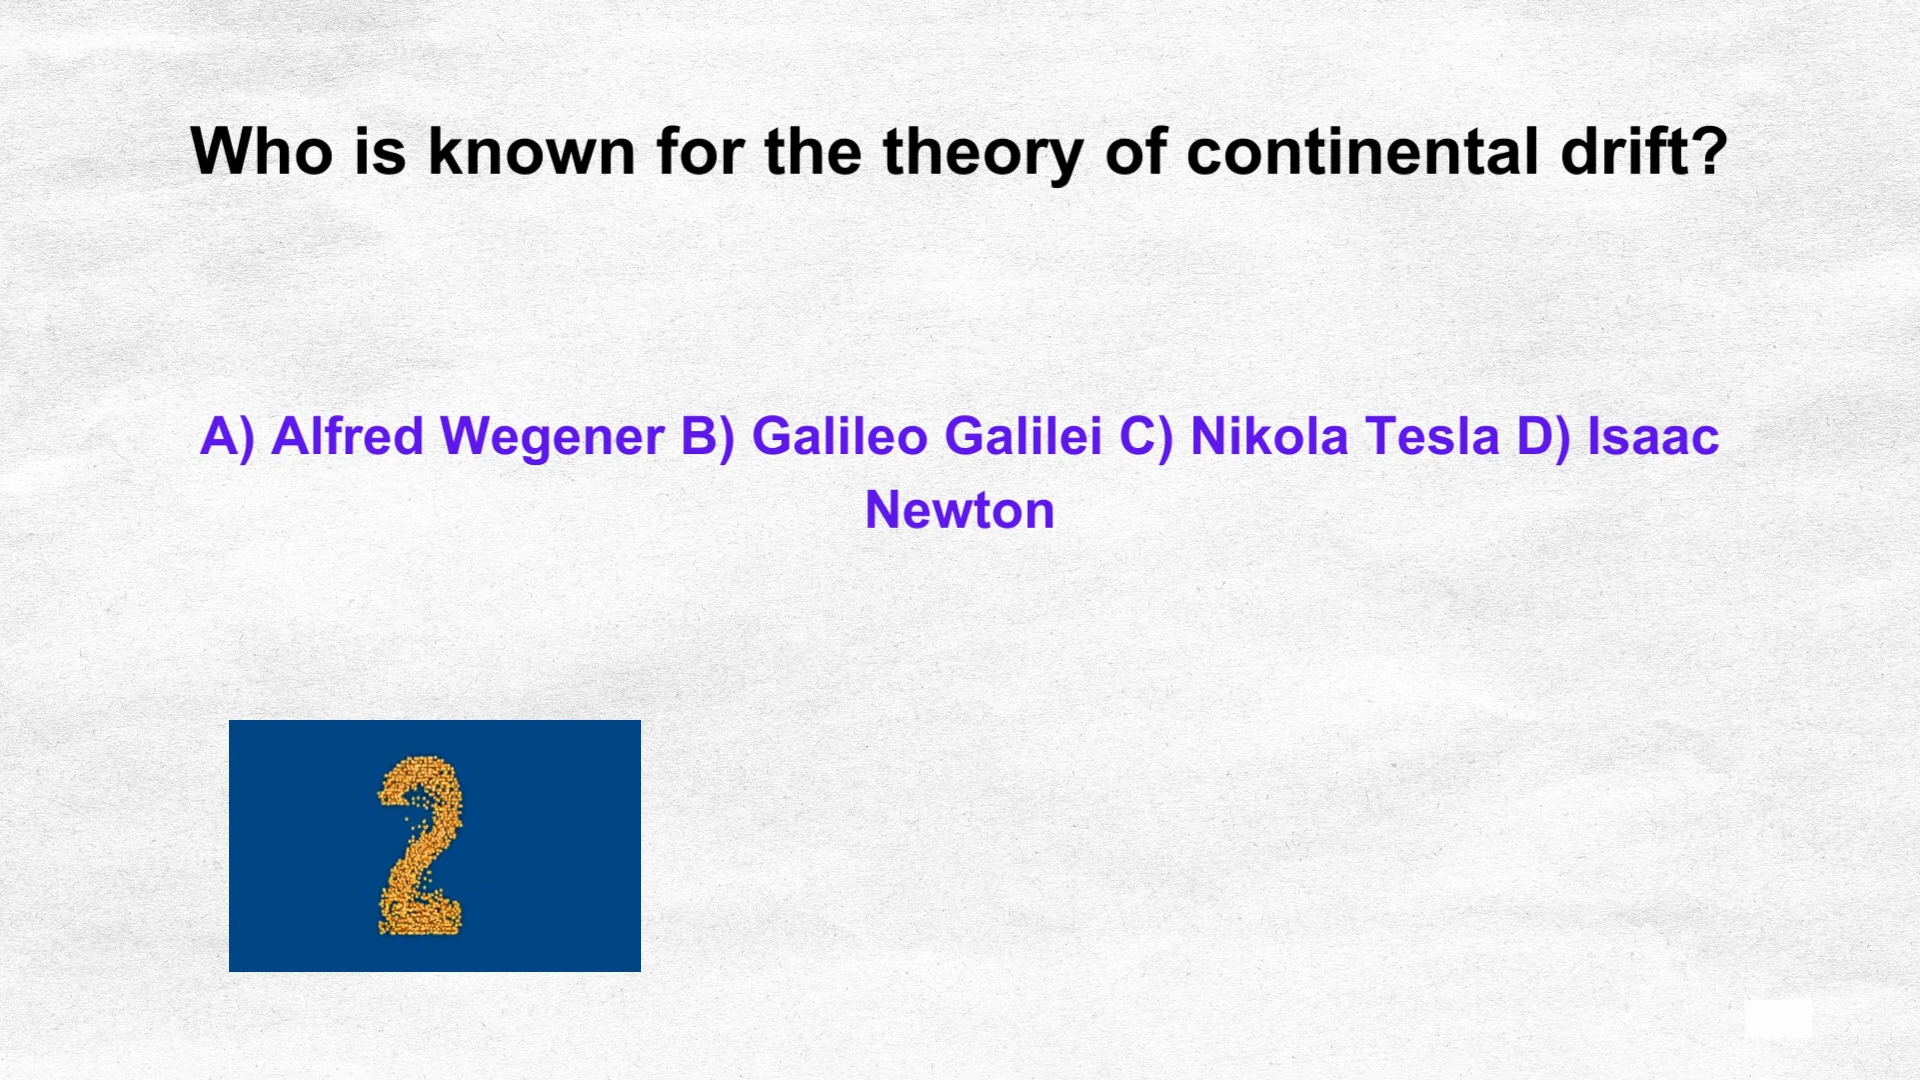 Who is known for the theory of continental drift?
A) Alfred Wegener B) Galileo Galilei C) Nikola Tesla D) Isaac
Newton
2